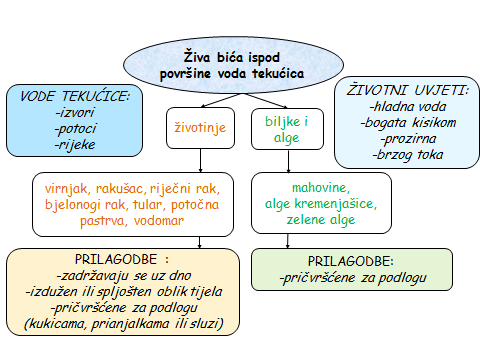 Živa bića ispod
površine voda tekućica
VODE TEKUĆICE:
-izvori
-potoci
-rijeke
životinje
biljke i
alge
ŽIVOTNI UVJETI:
-hladna voda
-bogata kisikom
-prozirna
-brzog toka
virnjak, rakušac, riječni rak,
bjelonogi rak, tular, potočna
pastrva, vodomar
mahovine,
alge kremenjašice,
zelene alge
PRILAGODBE :
-zadržavaju se uz dno
-izdužen ili spljošten oblik tijela
-pričvršćene za podlogu
(kukicama, prianjalkama ili sluzi)
PRILAGODBE:
-pričvršćene za podlogu